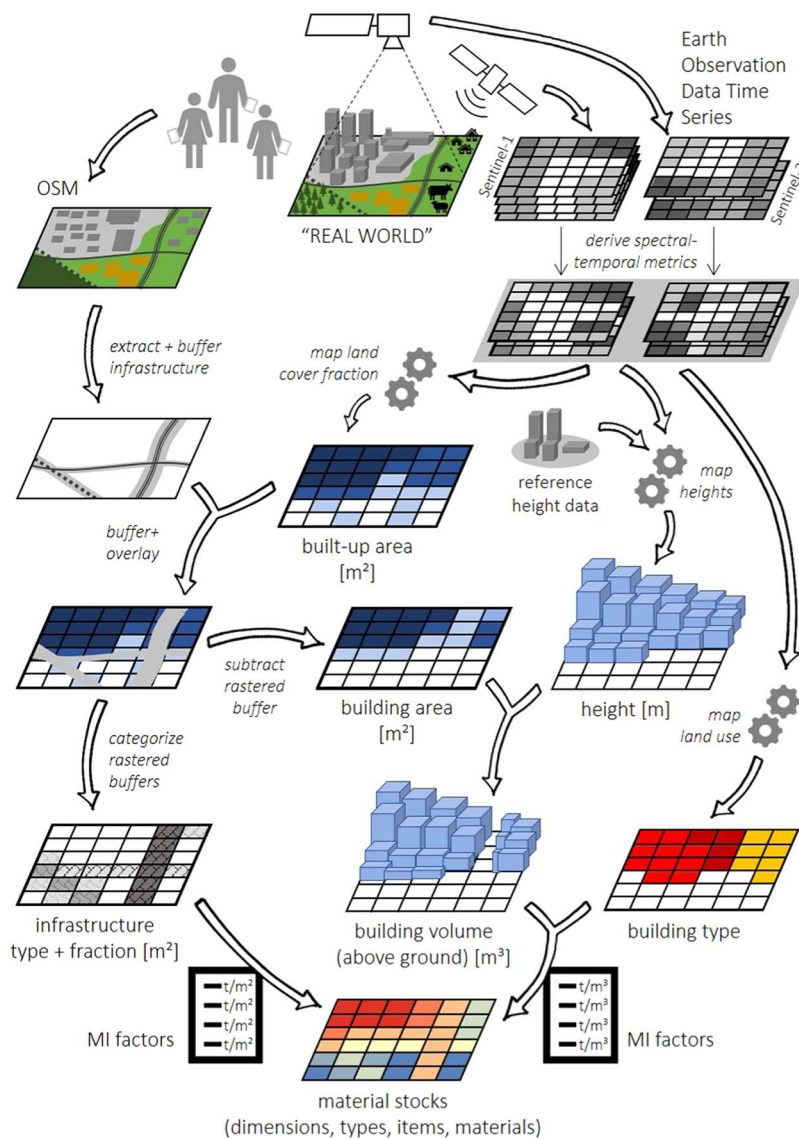 Earth
Observation
Data Time
Series
OSM
Sentinel-1
Sentinel-2
"REAL WORLD"
derive spectral-
temporal metrics
extract + buffer
infrastructure
map land
cover fraction
reference
height data
map
heights
buffer+
overlay
built-up area
[m²]
subtract
rastered
buffer
building area
[m²]
height [m]
map
land use
categorize
rastered
buffers
infrastructure
type + fraction [m²]
building volume
(above ground) [m³]
building type
MI factors
t/m²
t/m²
t/m²
t/m²
t/m³
t/m³
t/m³
t/m³
MI factors
material stocks
(dimensions, types, items, materials)